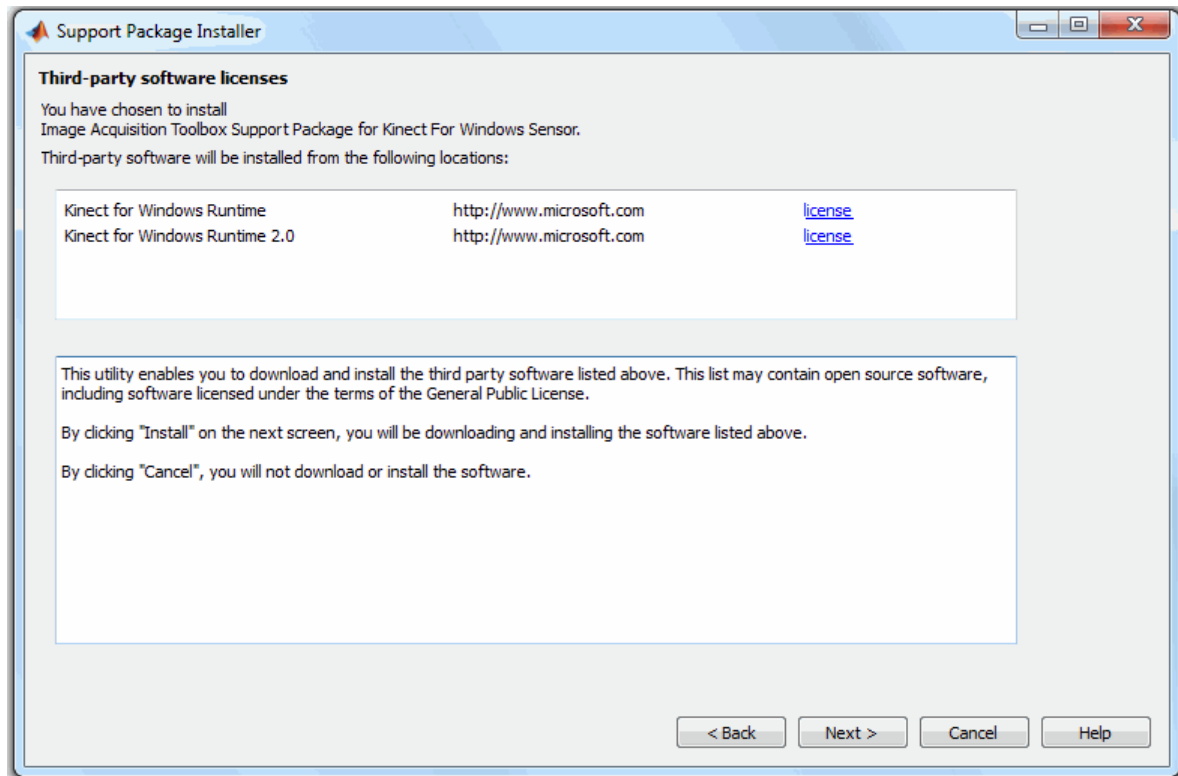 Support Package Installer
Third-party software licenses
You have chosen to install
Image Acquisition Toolbox Support Package for Kinect For Windows Sensor.
Third-party software will be installed from the following locations:
Kinect for Windows Runtime http://www.microsoft.com license
Kinect for Windows Runtime 2.0 http://www.microsoft.com license
This utility enables you to download and install the third party software listed above. This list may contain open source software,
including software licensed under the terms of the General Public License.
By clicking "Install" on the next screen, you will be downloading and installing the software listed above.
By clicking "Cancel", you will not download or install the software.
< Back Next > Cancel Help